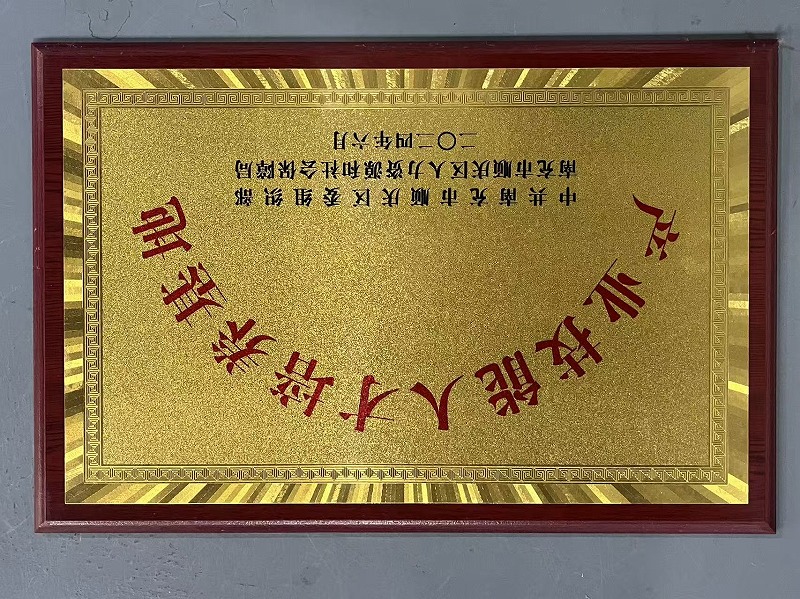 产业技能人才培养基地
中共南充市顺庆区委组织部
南充市顺庆区人力资源和社会保障局
二〇二四年六月